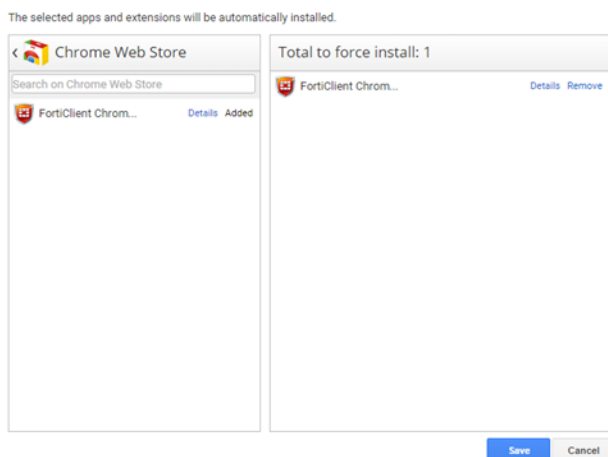 The selected apps and extensions will be automatically installed.
Chrome Web Store
Search on Chrome Web Store
FortiClient Chrom... Details Added
Total to force install: 1
FortiClient Chrom... Details Remove
Save Cancel